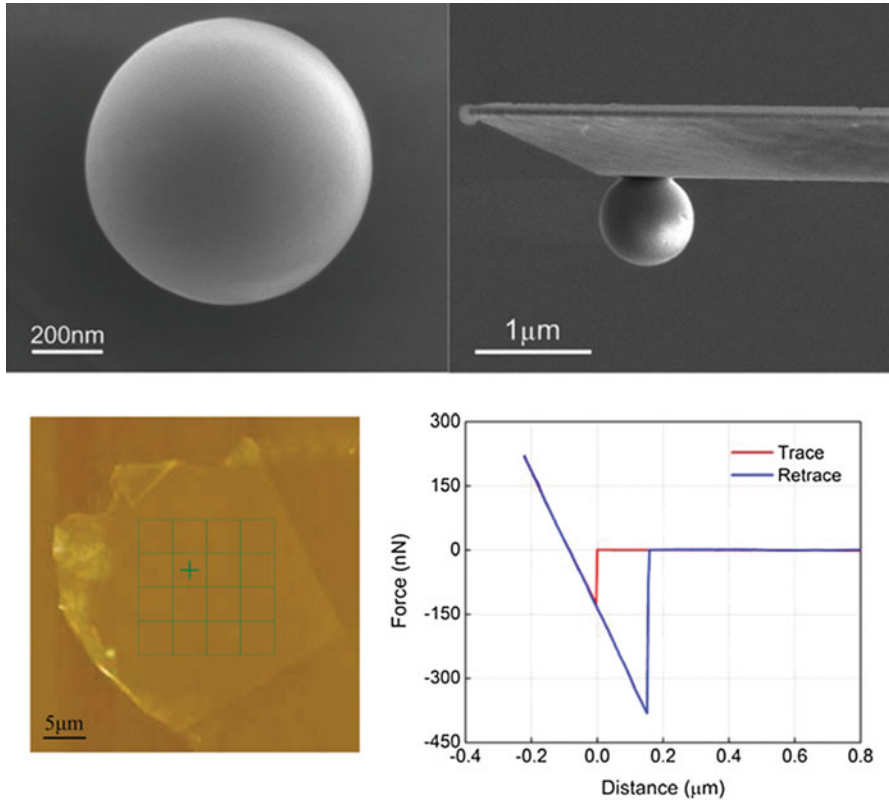 200nm
1μm
5μm
300
150
0
-150
-300
-450
Force (nN)
Trace
Retrace
-0.4
-0.2
0.0
0.2
0.4
0.6
0.8
Distance (μm)